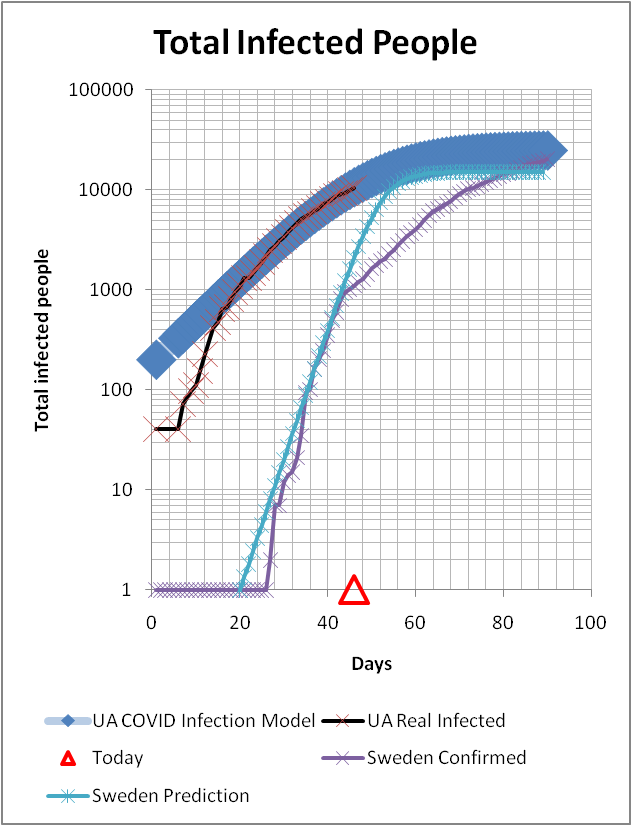 Total Infected People
100000
10000
1000
100
10
1
0 20 40 60 80 100
Total infected people
Days
UA COVID Infection Model UA Real Infected
Today Sweden Confirmed
Sweden Prediction